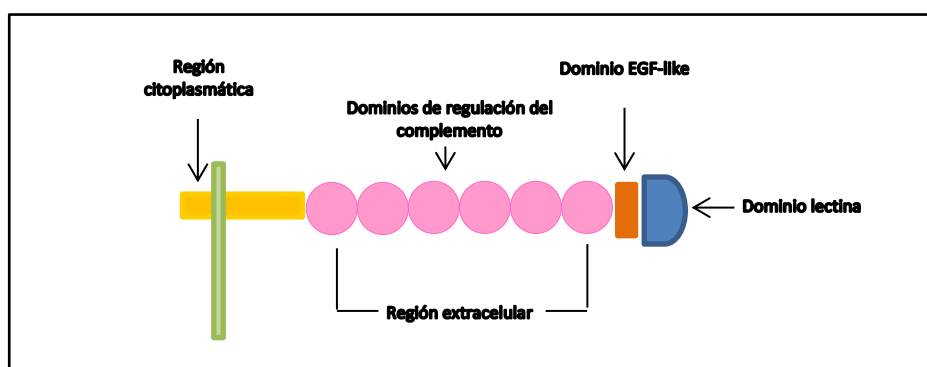 Región
citoplasmática
Dominios de regulación del
complemento
Dominio EGF-like
Dominio lectina
Región extracelular